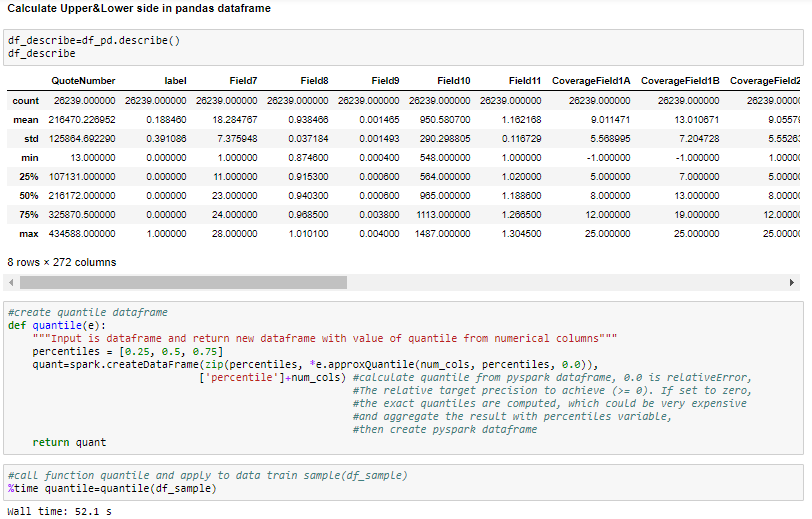 Calculate Upper&Lower side in pandas dataframe
df_describe=df_pd.describe()
df_describe
QuoteNumber label Field7 Field8 Field9 Field10 Field11 CoverageField1A CoverageField1B CoverageField2
count 26239.000000 26239.000000 26239.000000 26239.000000 26239.000000 26239.000000 26239.000000 26239.000000 26239.000000 26239.0000
mean 216470.226952 0.188460 18.284767 0.938466 0.001465 950.580700 1.162168 9.011471 13.010671 9.0557
std 125864.692290 0.391086 7.375948 0.037184 0.001493 290.298805 0.116729 5.568995 7.204728 5.5526
min 13.000000 0.000000 1.000000 0.874600 0.000400 548.000000 1.000000 -1.000000 -1.000000 1.0000
25% 107131.000000 0.000000 11.000000 0.915300 0.000600 564.000000 1.020000 5.000000 7.000000 5.0000
50% 216172.000000 0.000000 23.000000 0.940300 0.000600 965.000000 1.188600 8.000000 13.000000 8.0000
75% 325870.500000 0.000000 24.000000 0.968500 0.003800 1113.000000 1.266500 12.000000 19.000000 12.0000
max 434588.000000 1.000000 28.000000 1.010100 0.004000 1487.000000 1.304500 25.000000 25.000000 25.0000
8 rows × 272 columns
#create quantile dataframe
def quantile(e):
"""Input is dataframe and return new dataframe with value of quantile from numerical columns"""
percentiles = [0.25, 0.5, 0.75]
quant=spark.createDataFrame(zip(percentiles, *e.approxQuantile(num_cols, percentiles, 0.0)),
['percentile']+num_cols) #calculate quantile from pyspark dataframe, 0.0 is relativeError,
#The relative target precision to achieve (>= 0). If set to zero,
#the exact quantiles are computed, which could be very expensive
#and aggregate the result with percentiles variable,
#then create pyspark dataframe
return quant
#call function quantile and apply to data train sample(df_sample)
%time quantile=quantile(df_sample)
Wall time: 52.1 s